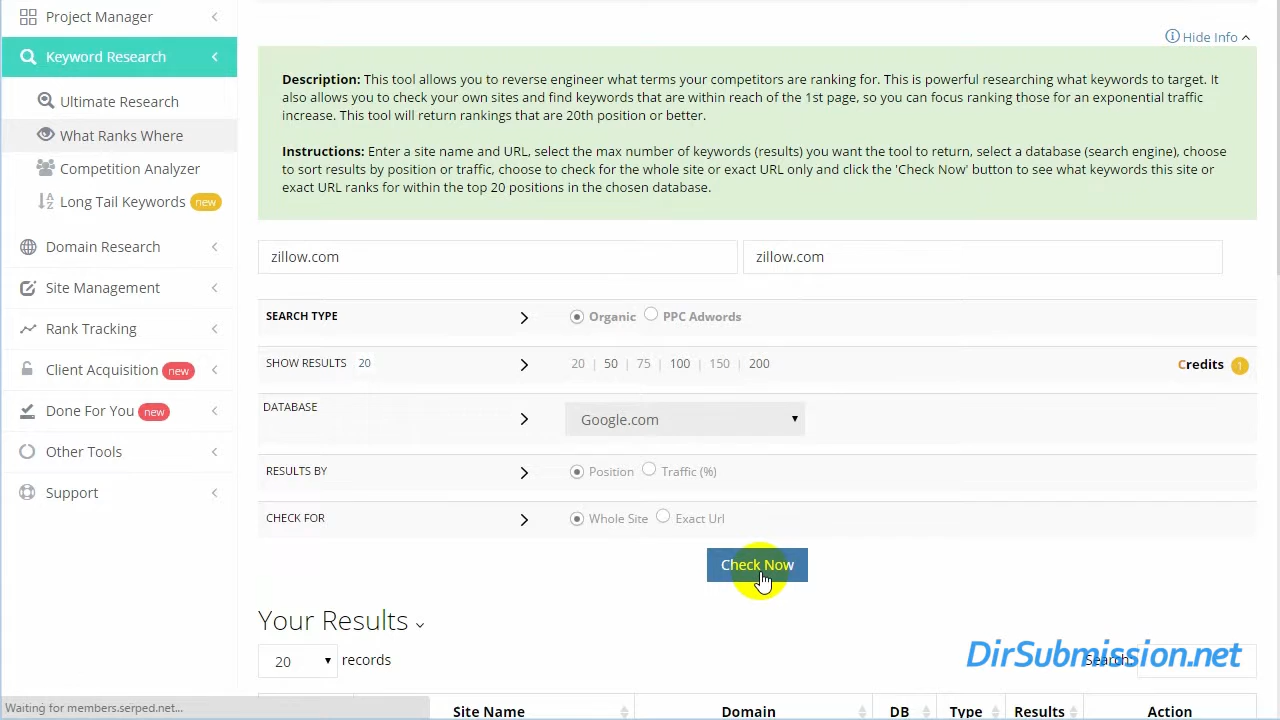 Project Manager
Hide Info
Keyword Research
Description: This tool allows you to reverse engineer what terms your competitors are ranking for. This is powerful researching what keywords to target. It
also allows you to check your own sites and find keywords that are within reach of the 1st page, so you can focus ranking those for an exponential traffic
increase. This tool will return rankings that are 20th position or better.
Ultimate Research
What Ranks Where
Competition Analyzer
Long Tail Keywords new
Instructions: Enter a site name and URL, select the max number of keywords (results) you want the tool to return, select a database (search engine), choose
to sort results by position or traffic, choose to check for the whole site or exact URL only and click the 'Check Now' button to see what keywords this site or
exact URL ranks for within the top 20 positions in the chosen database.
Domain Research
Site Management
Rank Tracking
Client Acquisition new
Done For You new
Other Tools
Support
zillow.com zillow.com
SEARCH TYPE Organic PPC Adwords
SHOW RESULTS 20 20 | 50 | 75 | 100 | 150 | 200 Credits 1
DATABASE Google.com
RESULTS BY Position Traffic (%)
CHECK FOR Whole Site Exact Url
Check Now
Your Results
20 records Search:
DirSubmission.net
Site Name Domain DB Type Results Action
Waiting for members.serped.net...